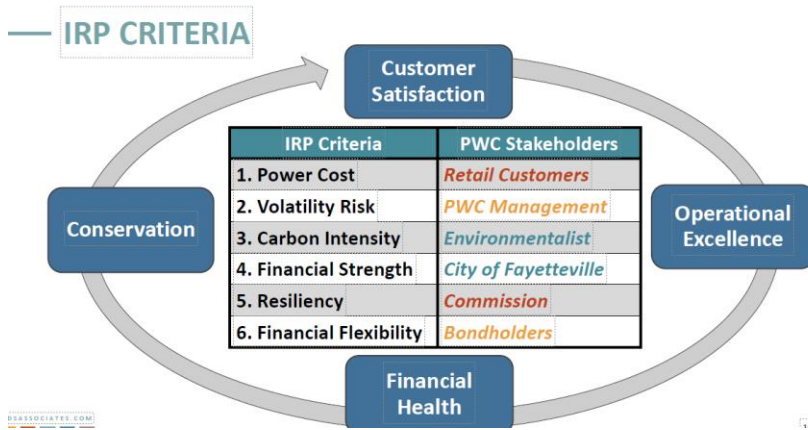 IRP CRITERIA
Customer
Satisfaction
IRP Criteria PWC Stakeholders
1. Power Cost Retail Customers
2. Volatility Risk PWC Management
3. Carbon Intensity Environmentalist
4. Financial Strength City of Fayetteville
5. Resiliency Commission
6. Financial Flexibility Bondholders
Conservation
Operational
Excellence
Financial
Health
DSASSOCIATES.COM